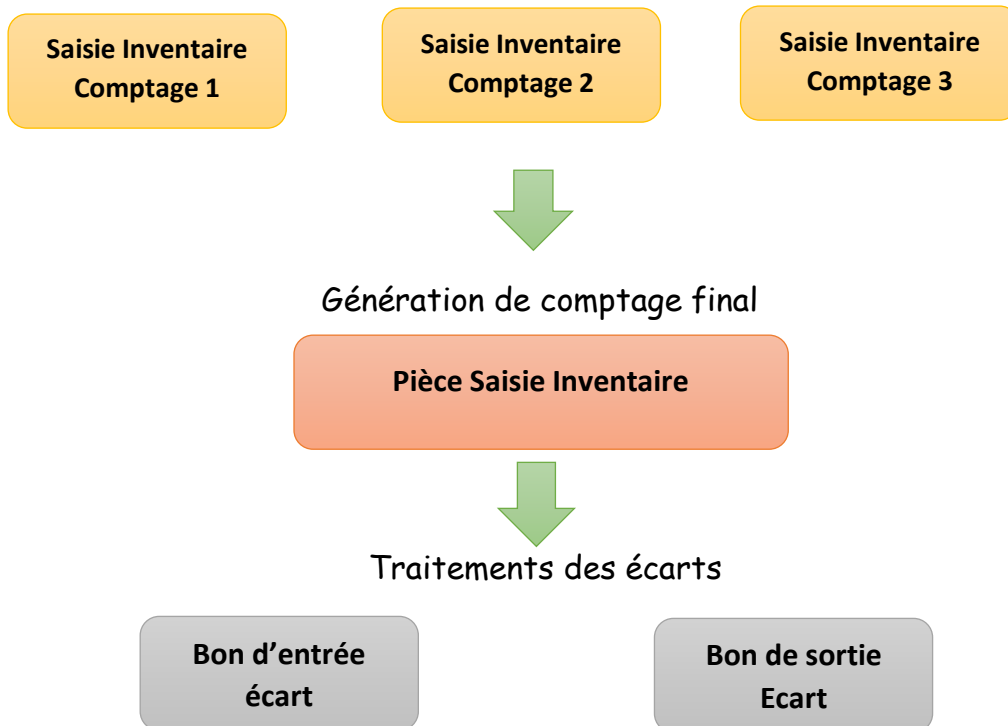 Saisie Inventaire
Comptage 1
Saisie Inventaire
Comptage 2
Saisie Inventaire
Comptage 3
Génération de comptage final
Pièce Saisie Inventaire
Traitements des écarts
Bon d’entrée
écart
Bon de sortie
Ecart